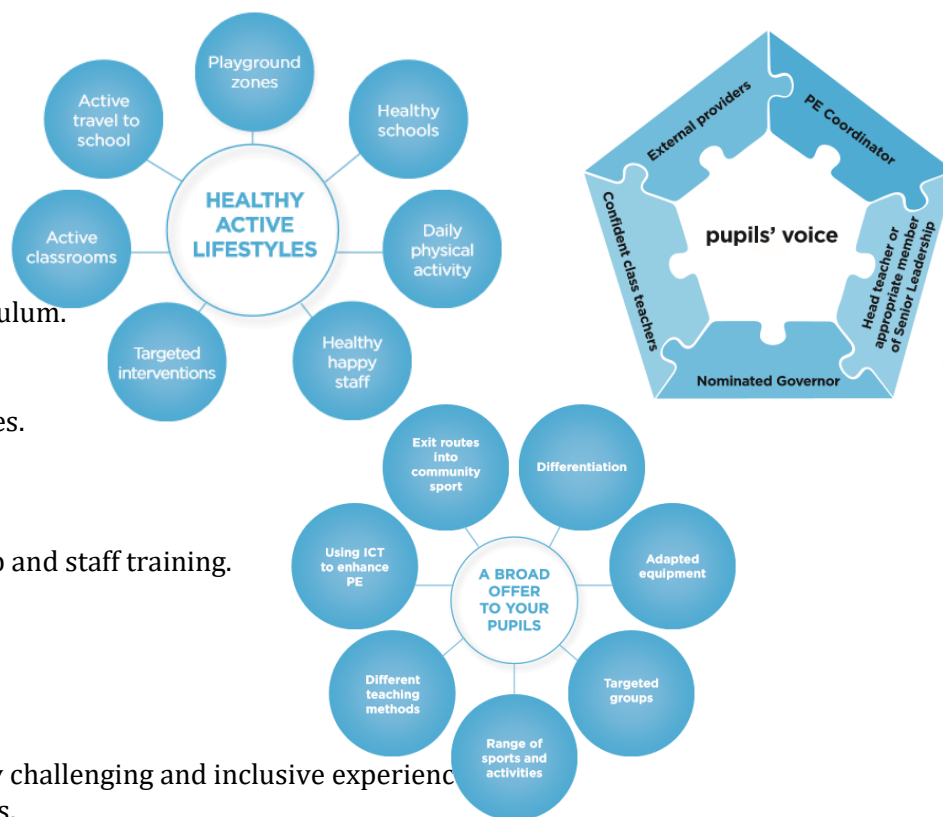 Playground
zones
Healthy
schools
Daily
physical
activity
Healthy
happy
staff
Targeted
interventions
Active
classrooms
Active
travel to
school
HEALTHY
ACTIVE
LIFESTYLES
External providers
PE Coordinator
Head teacher or
appropriate member
of Senior Leadership
Nominated Governor
Confident class teachers
pupils' voice
ulum.
es.
and staff training.
challenging and inclusive experienc
s.
Exit routes
into
community
sport
Differentiation
Adapted
equipment
Targeted
groups
Range of
sports and
activities
Different
teaching
methods
Using ICT
to enhance
PE
A BROAD
OFFER
TO YOUR
PUPILS